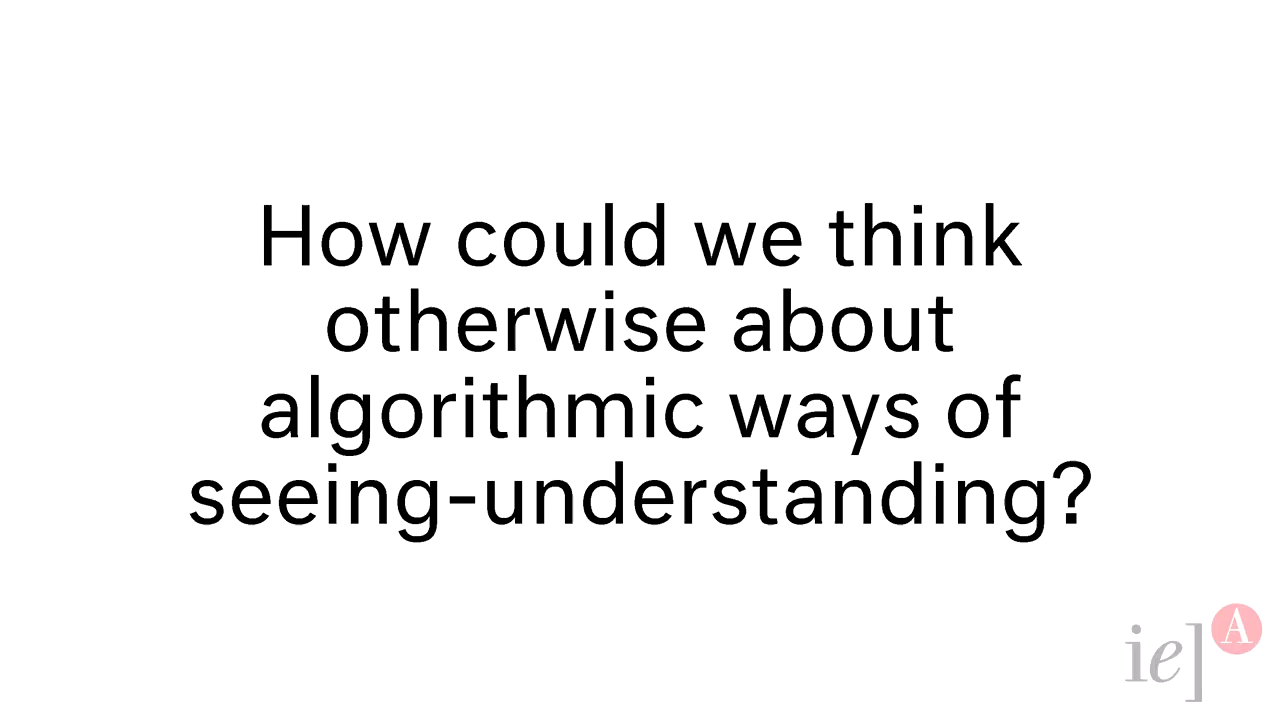 How could we think
otherwise about
algorithmic ways of
seeing-understanding?
ie] A